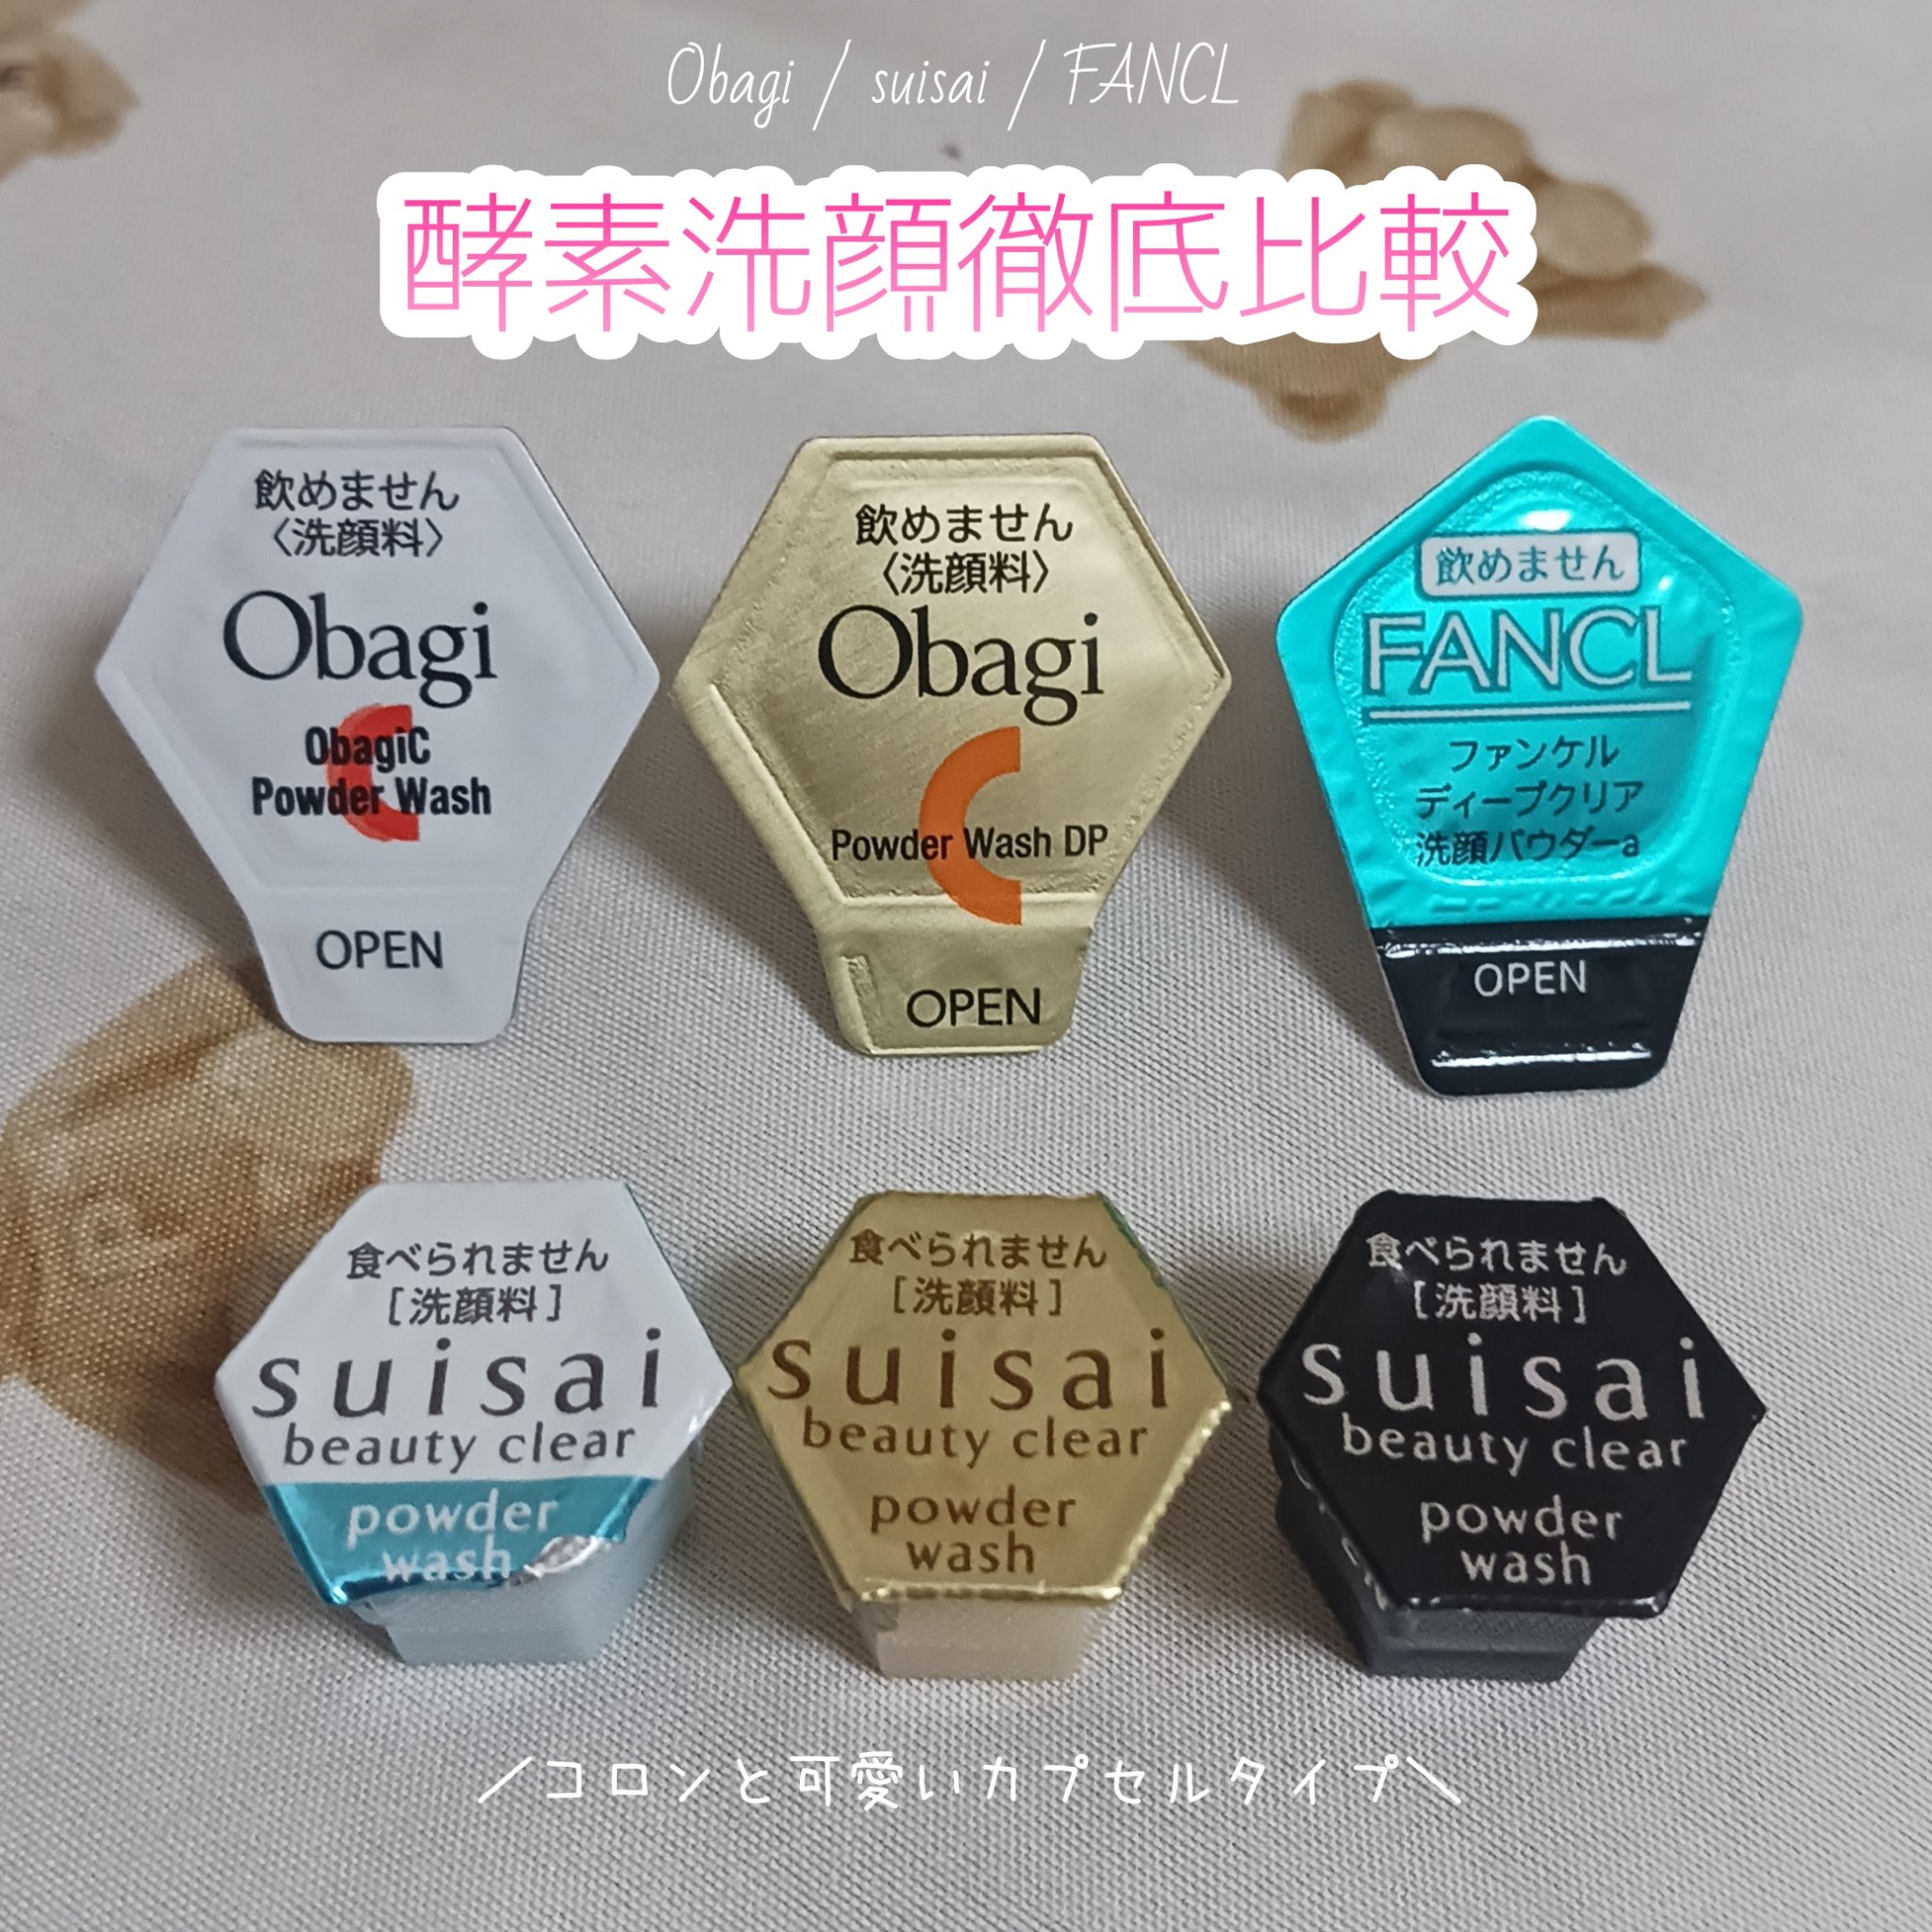 Obagi / suisai / FANCL
酵素洗顔徹底比較
飲めません
〈洗顔料〉
Obagi
ObagiC
Powder Wash
OPEN
飲めません
〈洗顔料〉
Obagi
C
Powder Wash DP
OPEN
飲めません
FANCL
ファンケル
ディープクリア
洗顔パウダーa
OPEN
食べられません
[洗顔料]
suisai
beauty clear
powder
wash
食べられません
[洗顔料]
suisai
beauty clear
powder
wash
食べられません
[洗顔料]
suisai
beauty clear
powder
wash
／コロンと可愛いカプセルタイプ＼